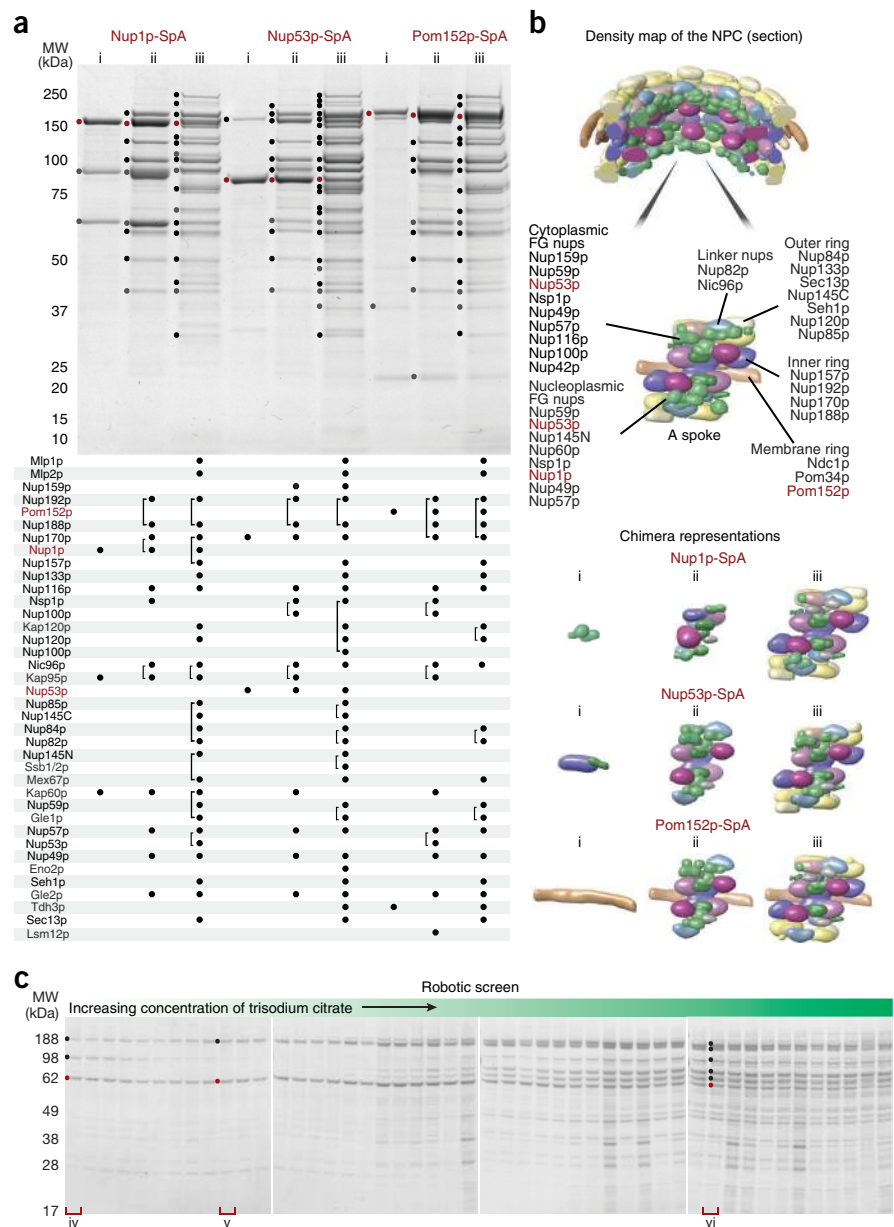 a
MW
(kDa)
Nup1p-SpA
Nup53p-SpA
Pom152p-SpA
i ii iii i ii iii i ii iii
250
150
100
75
50
37
25
20
15
10
Mlp1p
Mlp2p
Nup159p
Nup192p
Pom152p
Nup188p
Nup170p
Nup1p
Nup157p
Nup133p
Nup116p
Nsp1p
Nup100p
Kap120p
Nup120p
Nup100p
Nic96p
Kap95p
Nup53p
Nup85p
Nup145C
Nup84p
Nup82p
Nup145N
Ssb1/2p
Mex67p
Kap60p
Nup59p
Gle1p
Nup57p
Nup53p
Nup49p
Eno2p
Seh1p
Gle2p
Tdh3p
Sec13p
Lsm12p
b
Density map of the NPC (section)
Cytoplasmic
FG nups
Nup159p
Nup59p
Nup53p
Nsp1p
Nup49p
Nup57p
Nup116p
Nup100p
Nup42p
Nucleoplasmic
FG nups
Nup59p
Nup53p
Nup145N
Nup60p
Nsp1p
Nup1p
Nup49p
Nup57p
Linker nups
Nup82p
Nic96p
A spoke
Outer ring
Nup84p
Nup133p
Sec13p
Nup145C
Seh1p
Nup120p
Nup85p
Inner ring
Nup157p
Nup192p
Nup170p
Nup188p
Membrane ring
Ndc1p
Pom34p
Pom152p
Chimera representations
Nup1p-SpA
i ii iii
Nup53p-SpA
i ii iii
Pom152p-SpA
i ii iii
c
MW
(kDa)
Robotic screen
Increasing concentration of trisodium citrate
188
98
62
49
38
28
17
iv v vi